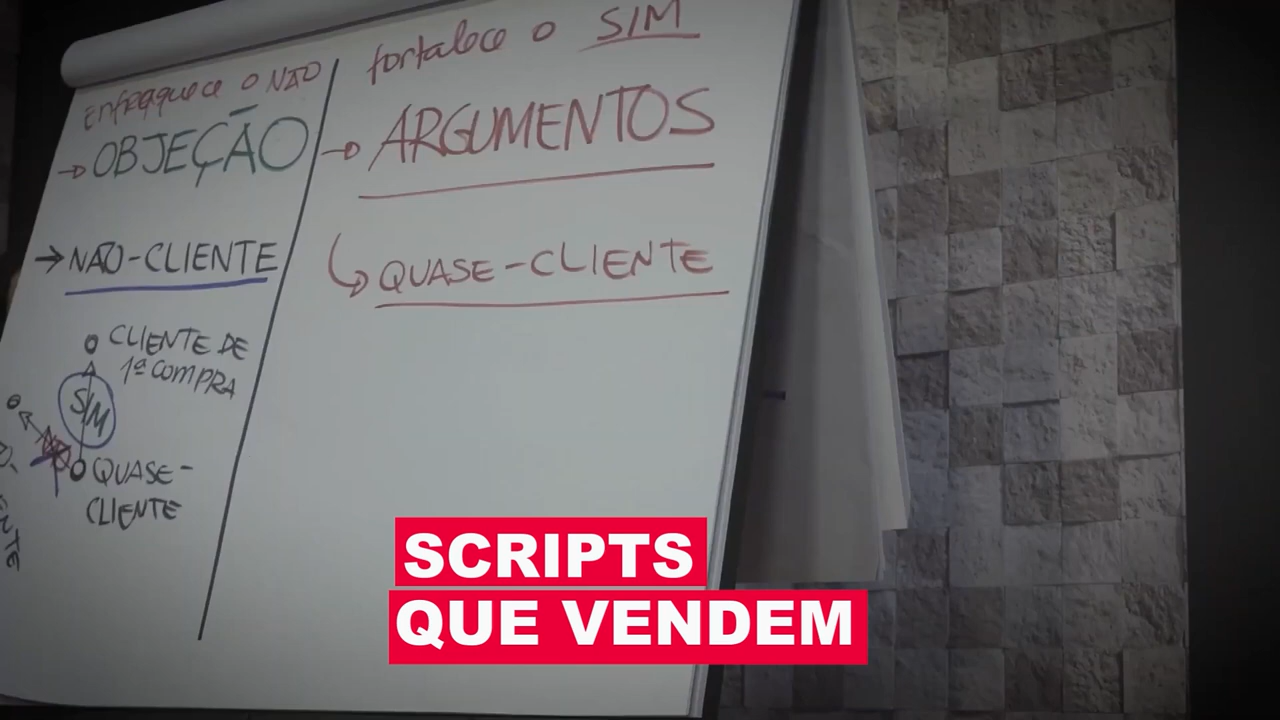 enfraquece o NÃO
→ OBJEÇÃO
→ NÃO-CLIENTE
CLIENTE DE
1ª COMPRA
SIM
QUASE-
CLIENTE
fortalece o SIM
→ ARGUMENTOS
QUASE-CLIENTE
SCRIPTS
QUE VENDEM